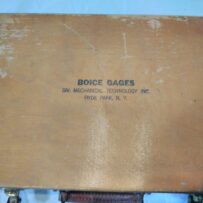 BOICE GAGES
DIV. MECHANICAL TECHNOLOGY INC.
HYDE PARK, N. Y.